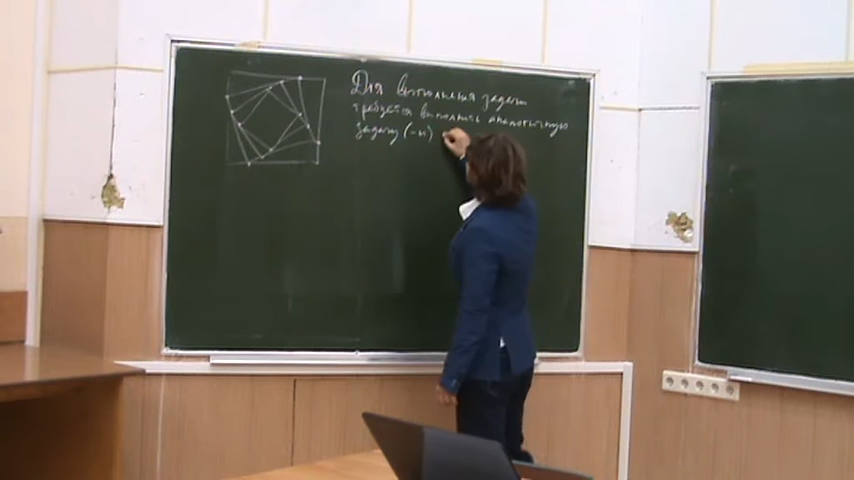 Для выполнения задачи
требуется выполнить аналогичную
задачу (-и)